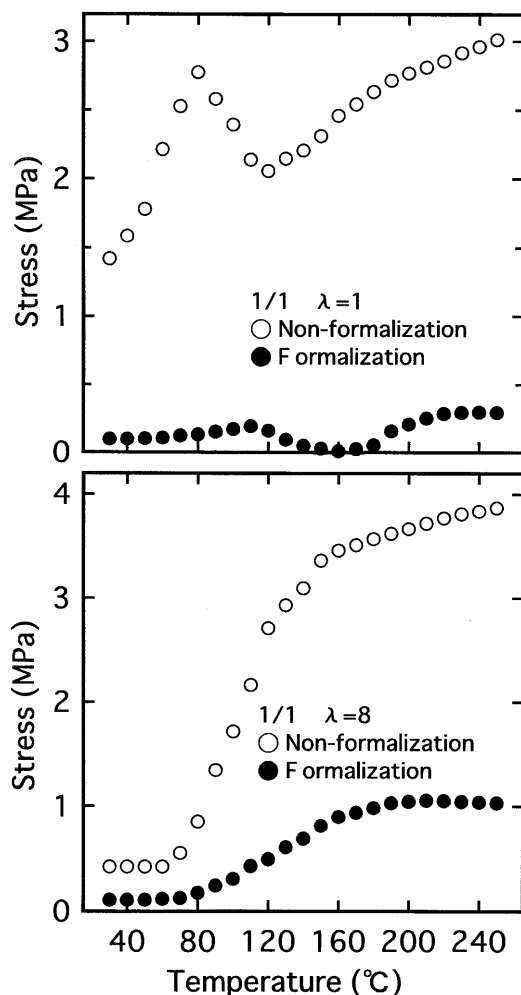 3
2
1
0
Stress (MPa)
1/1 λ=1
Non-formalization
F ormalization
4
3
2
1
0
Stress (MPa)
1/1 λ=8
Non-formalization
F ormalization
40 80 120 160 200 240
Temperature (℃)